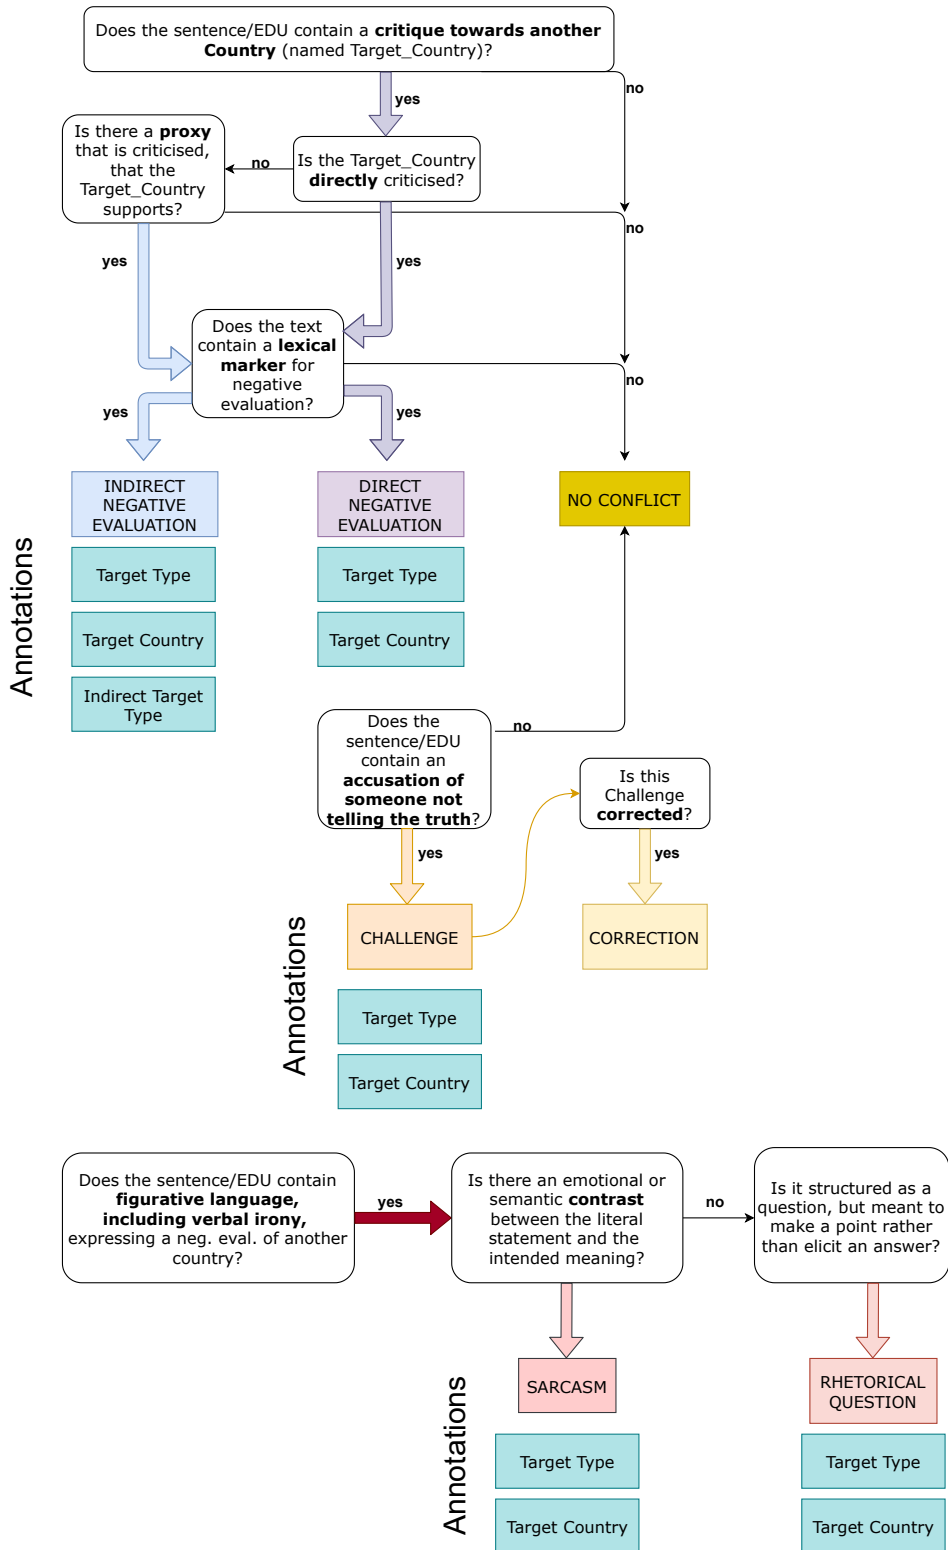 Does the sentence/EDU contain a critique towards another
Country (named Target_Country)?
no
yes
Is there a proxy
that is criticised,
that the
Target_Country
supports?
no
Is the Target_Country
directly criticised?
no
yes
yes
Does the text
contain a lexical
marker for
negative
evaluation?
no
yes
yes
INDIRECT
NEGATIVE
EVALUATION
DIRECT
NEGATIVE
EVALUATION
NO CONFLICT
Annotations
Target Type
Target Country
Indirect Target
Type
Target Type
Target Country
Does the
sentence/EDU
contain an
accusation of
someone not
telling the truth?
no
Is this
Challenge
corrected?
yes
yes
CHALLENGE
CORRECTION
Annotations
Target Type
Target Country
Does the sentence/EDU contain
figurative language,
including verbal irony,
expressing a neg. eval. of another
country?
yes
Is there an emotional or
semantic contrast
between the literal
statement and the
intended meaning?
no
Is it structured as a
question, but meant to
make a point rather
than elicit an answer?
SARCASM
RHETORICAL
QUESTION
Annotations
Target Type
Target Country
Target Type
Target Country